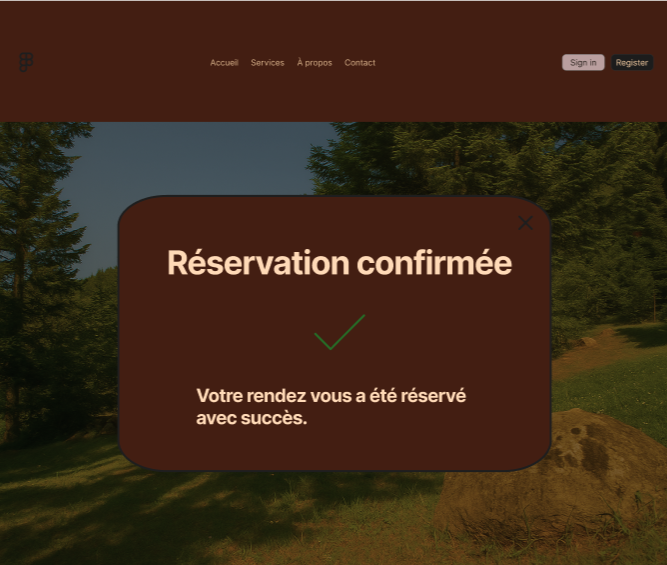 Accueil Services À propos Contact Sign in Register
Réservation confirmée
Votre rendez vous a été réservé
avec succès.